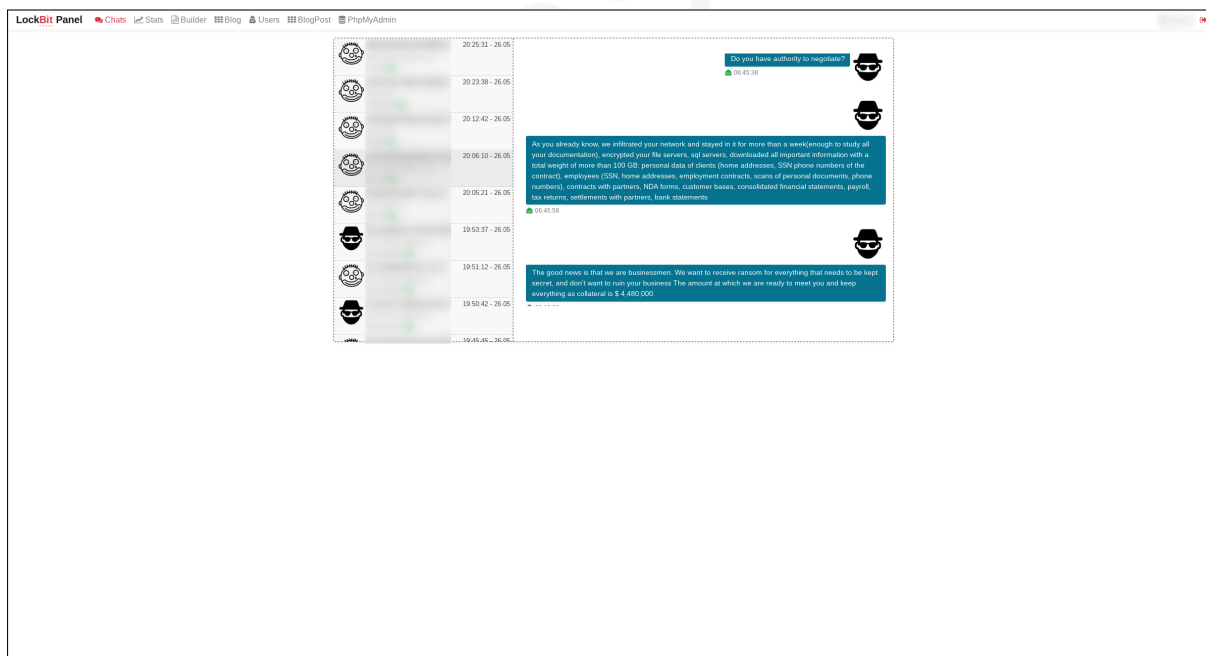 LockBit Panel Chats Stats Builder Blog Users BlogPost PhpMyAdmin
20:25:31 - 26.05
20:23:38 - 26.05
20:12:42 - 26.05
20:06:10 - 26.05
20:05:21 - 26.05
19:53:37 - 26.05
19:51:12 - 26.05
19:50:42 - 26.05
19:45:46 - 26.05
Do you have authority to negotiate?
06:45:38
As you already know, we infiltrated your network and stayed in it for more than a week(enough to study all
your documentation), encrypted your file servers, sql servers, downloaded all important information with a
total weight of more than 100 GB: personal data of clients (home addresses, SSN phone numbers of the
contract), employees (SSN, home addresses, employment contracts, scans of personal documents, phone
numbers), contracts with partners, NDA forms, customer bases, consolidated financial statements, payroll,
tax returns, settlements with partners, bank statements
06:45:58
The good news is that we are businessmen. We want to receive ransom for everything that needs to be kept
secret, and don't want to ruin your business The amount at which we are ready to meet you and keep
everything as collateral is $ 4,480,000.